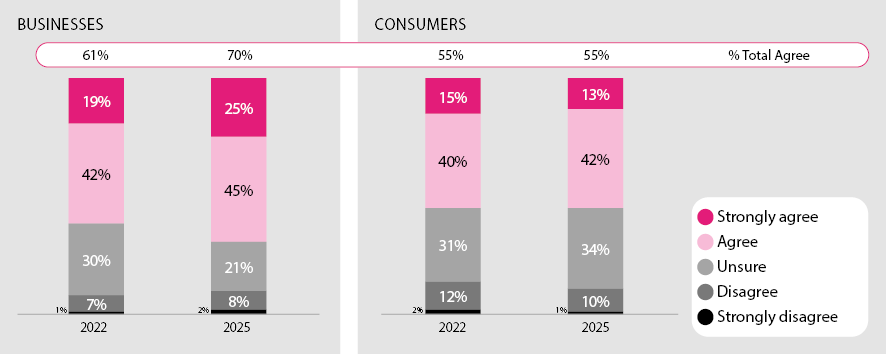 BUSINESSES
CONSUMERS
61% 70% 55% 55% % Total Agree
19% 25% 15% 13%
42% 45% 40% 42%
30% 21% 31% 34%
7% 8% 12% 10%
1% 2% 2% 1%
2022 2025 2022 2025
Strongly agree
Agree
Unsure
Disagree
Strongly disagree